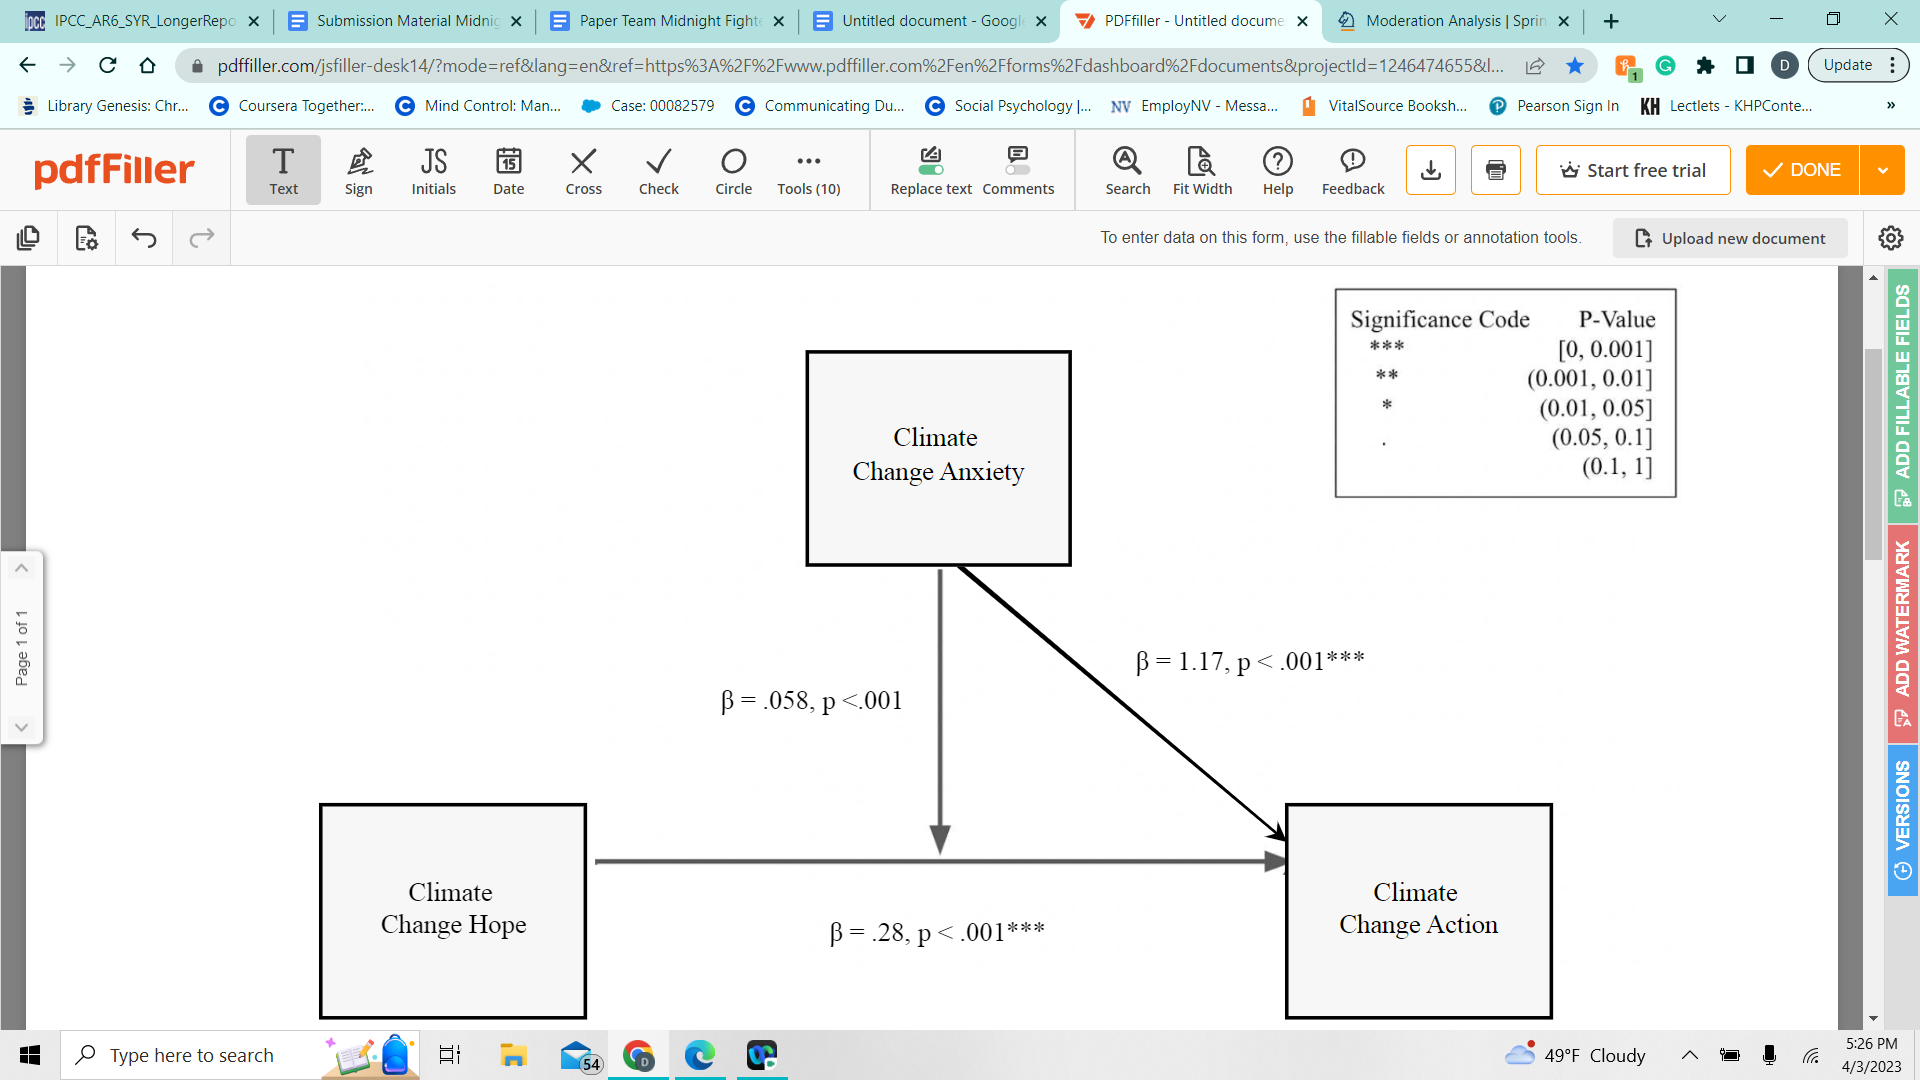 IPCC_AR6_SYR_LongerRepo
Submission Material Midnig
Paper Team Midnight Fight
Untitled document - Google
PDFfiller - Untitled docume
Moderation Analysis | Sprin
pdffiller.com/jsfiller-desk14/?mode=ref&lang=en&ref=https%3A%2F%2Fwww.pdffiller.com%2Fen%2Fforms%2Fdashboard%2Fdocuments&projectId=1246474655&l...
1
D
Update
Library Genesis: Chr...
Coursera Together:...
Mind Control: Man...
Case: 00082579
Communicating Du...
Social Psychology |...
NV EmployNV - Messa...
VitalSource Booksh...
Pearson Sign In
KH Lectlets - KHPConte...
»
pdfFiller
Text
Sign
JS Initials
15 Date
Cross
Check
Circle
Tools (10)
Replace text
Comments
Search
Fit Width
Help
Feedback
Start free trial
DONE
To enter data on this form, use the fillable fields or annotation tools.
Upload new document
Significance Code P-Value
*** [0, 0.001]
** (0.001, 0.01]
* (0.01, 0.05]
. (0.05, 0.1]
(0.1, 1]
Climate
Change Anxiety
β = 1.17, p < .001***
β = .058, p <.001
Climate
Change Hope
β = .28, p < .001***
Climate
Change Action
Page 1 of 1
ADD FILLABLE FIELDS
ADD WATERMARK
VERSIONS
Type here to search
54
D
49°F Cloudy
5:26 PM
4/3/2023